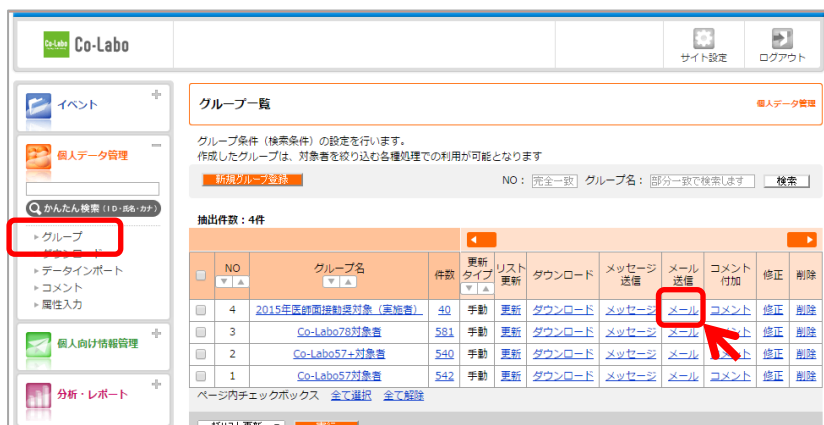 Co-Labo Co-Labo
サイト設定
ログアウト
イベント
個人データ管理
かんたん検索(ID・氏名・カナ)
グループ
ダウンロード
データインポート
コメント
属性入力
個人向け情報管理
分析・レポート
グループ一覧
個人データ管理
グループ条件(検索条件)の設定を行います。
作成したグループは、対象者を絞り込む各種処理での利用が可能となります
新規グループ登録 NO: 完全一致 グループ名: 部分一致で検索します 検索
抽出件数:4件
NO グループ名 件数 更新タイプ リスト更新 ダウンロード メッセージ送信 メール送信 コメント付加 修正 削除
4 2015年医師面接勧奨対象(実施者) 40 手動 更新 ダウンロード メッセージ メール コメント 修正 削除
3 Co-Labo78対象者 581 手動 更新 ダウンロード メッセージ メール コメント 修正 削除
2 Co-Labo57+対象者 540 手動 更新 ダウンロード メッセージ メール コメント 修正 削除
1 Co-Labo57対象者 542 手動 更新 ダウンロード メッセージ メール コメント 修正 削除
ページ内チェックボックス 全て選択 全て解除